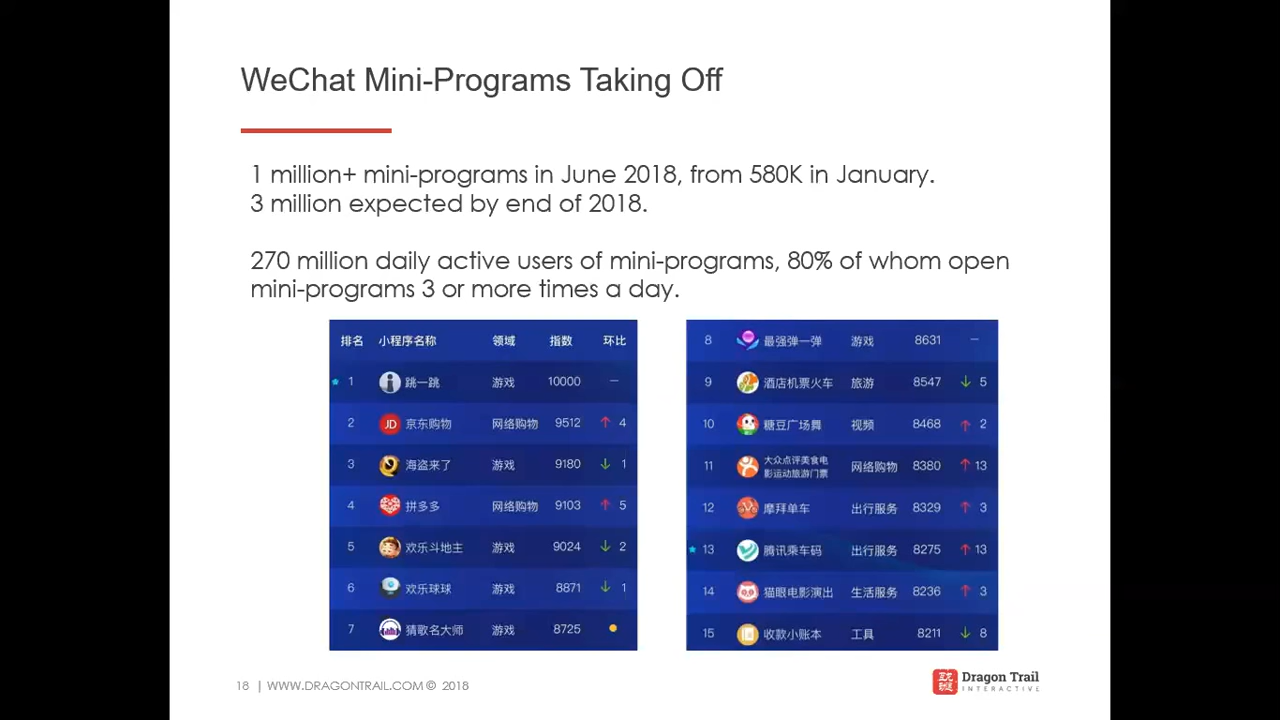 WeChat Mini-Programs Taking Off
1 million+ mini-programs in June 2018, from 580K in January.
3 million expected by end of 2018.
270 million daily active users of mini-programs, 80% of whom open
mini-programs 3 or more times a day.
排名 小程序名称 领域 指数 环比
1 跳一跳 游戏 10000 –
2 JD 京东购物 网络购物 9512 ↑ 4
3 海盗来了 游戏 9180 ↓ 1
4 拼多多 网络购物 9103 ↑ 5
5 欢乐斗地主 游戏 9024 ↓ 2
6 欢乐球球 游戏 8871 ↓ 1
7 猜歌名大师 游戏 8725
8 最强弹一弹 游戏 8631 –
9 酒店机票火车 旅游 8547 ↓ 5
10 糖豆广场舞 视频 8468 ↑ 2
11 大众点评美食电 网络购物 8380 ↑ 13
影运动旅游门票
12 摩拜单车 出行服务 8329 ↑ 3
13 腾讯乘车码 出行服务 8275 ↑ 13
14 猫眼电影演出 生活服务 8236 ↑ 3
15 收款小账本 工具 8211 ↓ 8
18 | WWW.DRAGONTRAIL.COM © 2018
Dragon Trail
INTERACTIVE